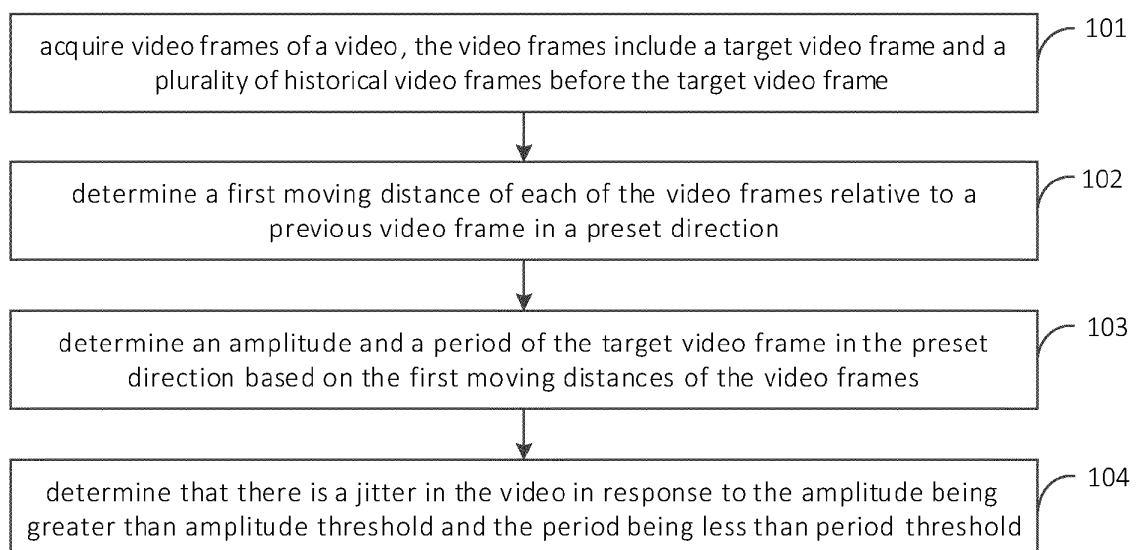 acquire video frames of a video, the video frames include a target video frame and a
plurality of historical video frames before the target video frame
101
determine a first moving distance of each of the video frames relative to a
previous video frame in a preset direction
102
determine an amplitude and a period of the target video frame in the preset
direction based on the first moving distances of the video frames
103
determine that there is a jitter in the video in response to the amplitude being
greater than amplitude threshold and the period being less than period threshold
104